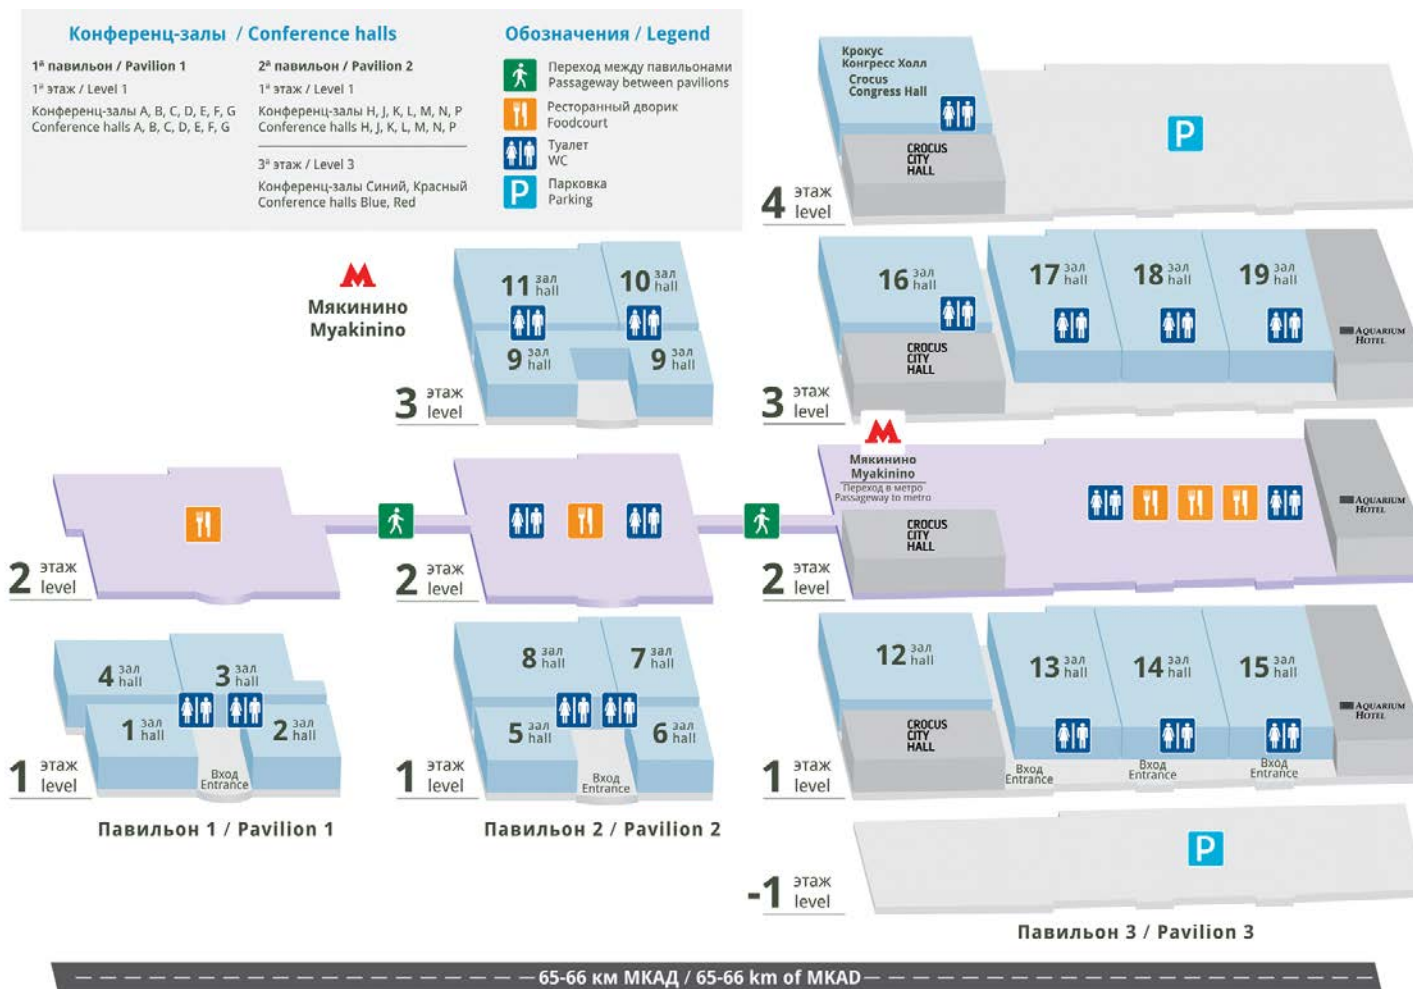 Конференц-залы / Conference halls
1й павильон / Pavilion 1
1й этаж / Level 1
Конференц-залы A, B, C, D, E, F, G
Conference halls A, B, C, D, E, F, G
2й павильон / Pavilion 2
1й этаж / Level 1
Конференц-залы H, J, K, L, M, N, P
Conference halls H, J, K, L, M, N, P
3й этаж / Level 3
Конференц-залы Синий, Красный
Conference halls Blue, Red
Обозначения / Legend
Переход между павильонами
Passageway between pavilions
Ресторанный дворик
Foodcourt
Туалет
WC
P
Парковка
Parking
Крокус
Конгресс Холл
Crocus
Congress Hall
CROCUS
CITY
HALL
P
4 этаж
level
М
Мякинино
Myakinino
11 зал
hall
10 зал
hall
9 зал
hall
9 зал
hall
3 этаж
level
16 зал
hall
17 зал
hall
18 зал
hall
19 зал
hall
CROCUS
CITY
HALL
AQUARIUM
HOTEL
3 этаж
level
2 этаж
level
2 этаж
level
М
Мякинино
Myakinino
Переход в метро
Passageway to metro
CROCUS
CITY
HALL
AQUARIUM
HOTEL
2 этаж
level
4 зал
hall
3 зал
hall
1 зал
hall
2 зал
hall
Вход
Entrance
1 этаж
level
Павильон 1 / Pavilion 1
8 зал
hall
7 зал
hall
5 зал
hall
6 зал
hall
Вход
Entrance
1 этаж
level
Павильон 2 / Pavilion 2
12 зал
hall
13 зал
hall
14 зал
hall
15 зал
hall
CROCUS
CITY
HALL
AQUARIUM
HOTEL
Вход
Entrance
Вход
Entrance
Вход
Entrance
1 этаж
level
P
-1 этаж
level
Павильон 3 / Pavilion 3
65-66 км МКАД / 65-66 km of MKAD